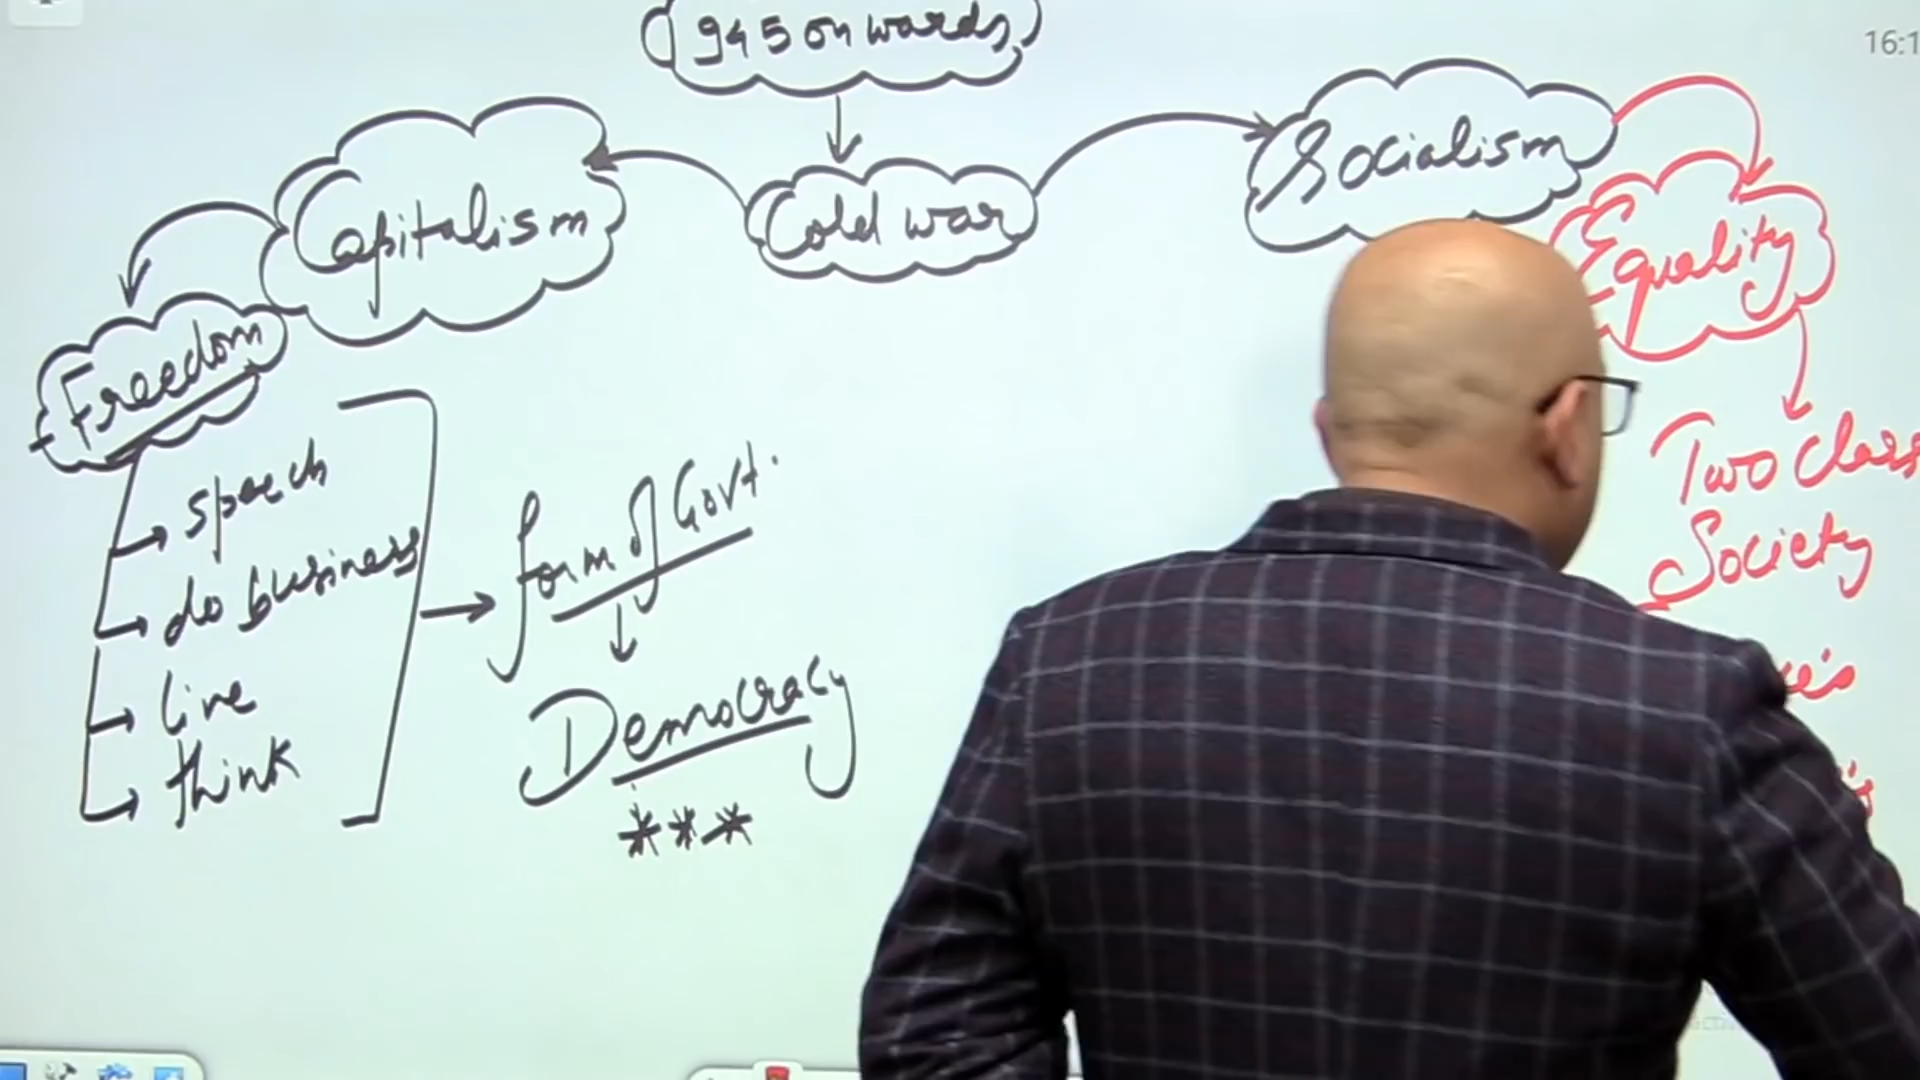 1945 onwards
16:1
Capitalism
Cold war
Socialism
Freedom
Equality
speech
do business
live
think
form of Govt.
Democracy
***
Two Class
Society